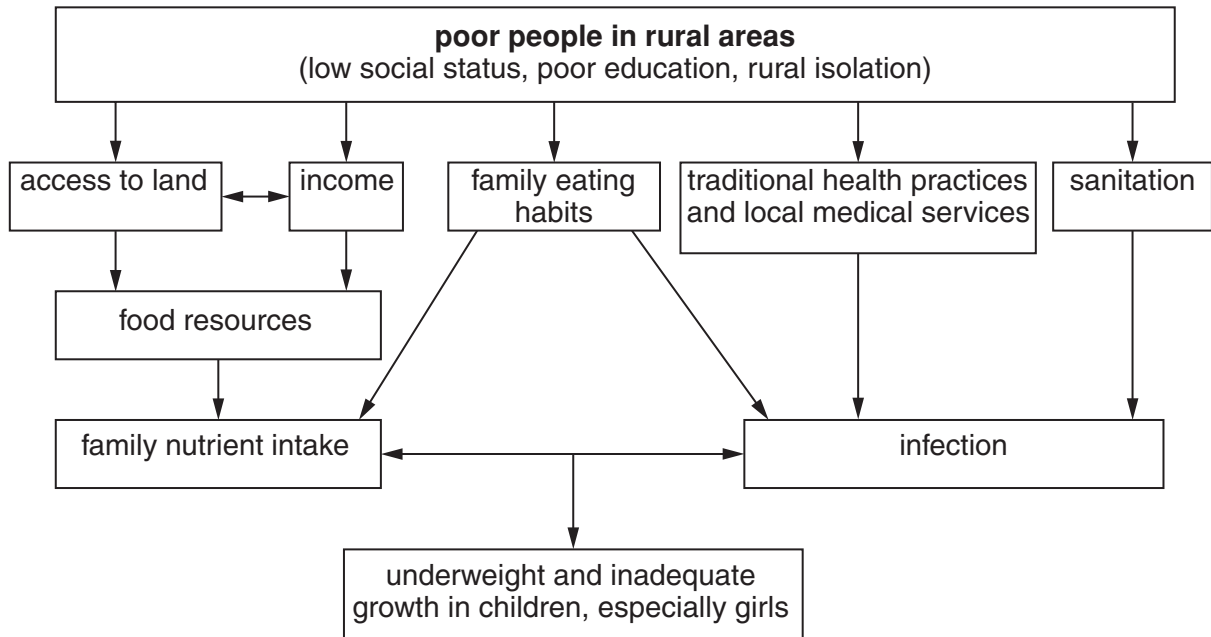 poor people in rural areas
(low social status, poor education, rural isolation)
access to land
income
family eating
habits
traditional health practices
and local medical services
sanitation
food resources
family nutrient intake
infection
underweight and inadequate
growth in children, especially girls